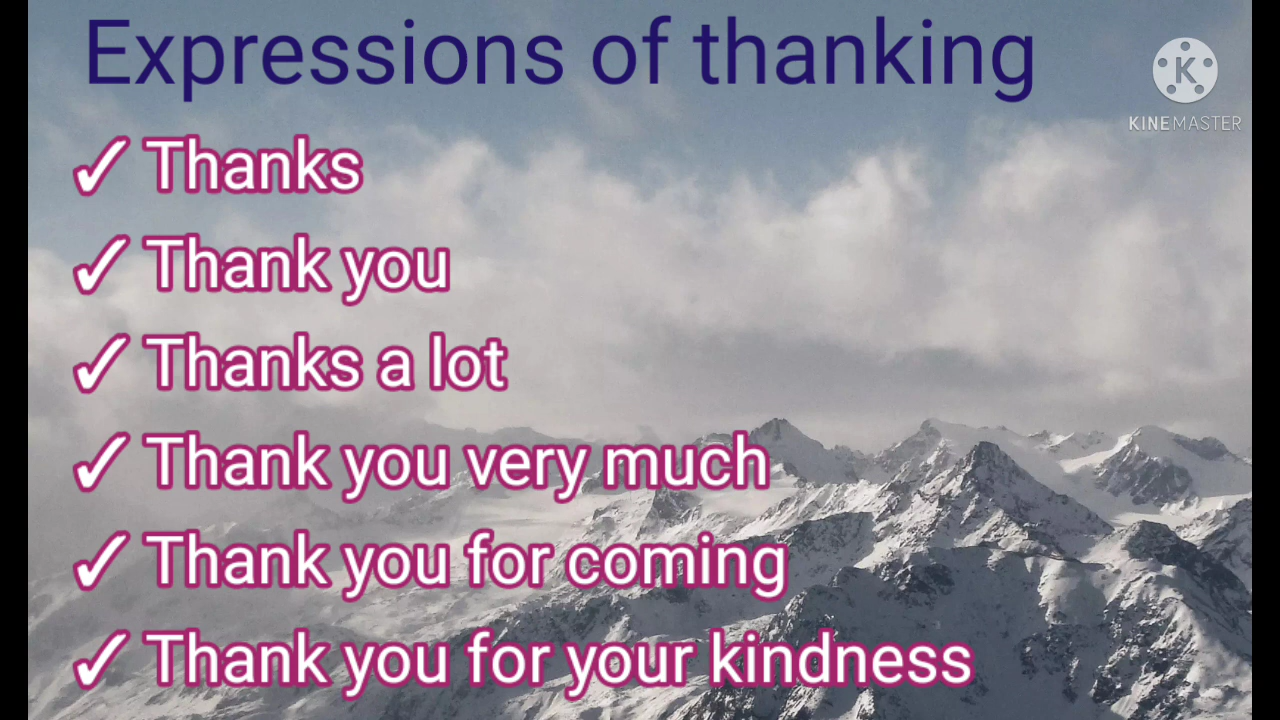 Expressions of thanking
K
KINEMASTER
✓ Thanks
✓ Thank you
✓ Thanks a lot
✓ Thank you very much
✓ Thank you for coming
✓ Thank you for your kindness